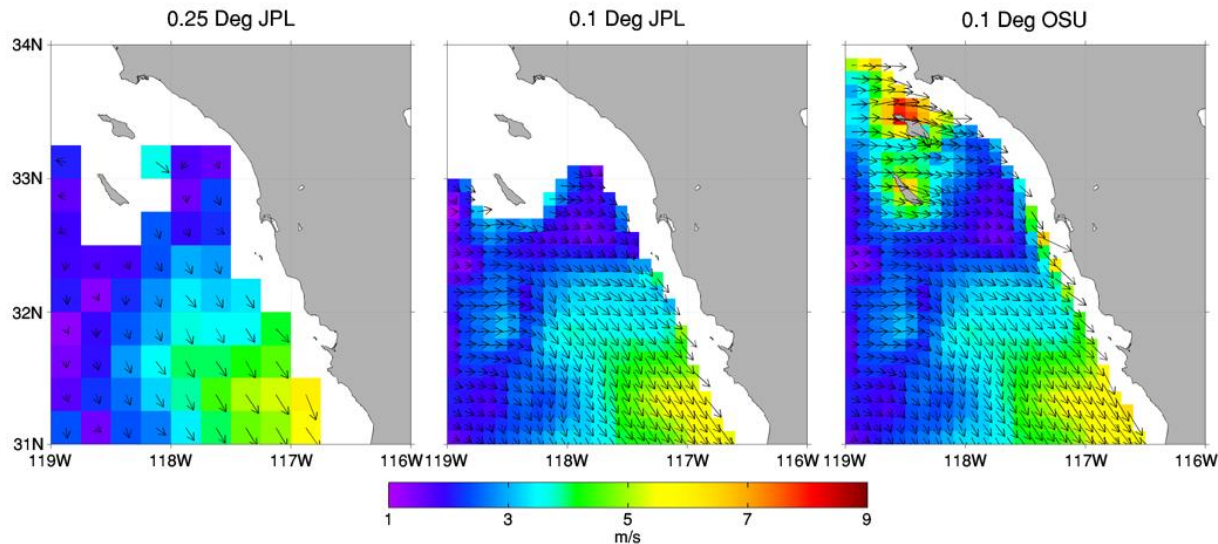 0.25 Deg JPL 0.1 Deg JPL 0.1 Deg OSU
34N
33N
32N
31N
119W 118W 117W 116W 119W 118W 117W 116W 119W 118W 117W 116W
1 3 5 7 9
m/s